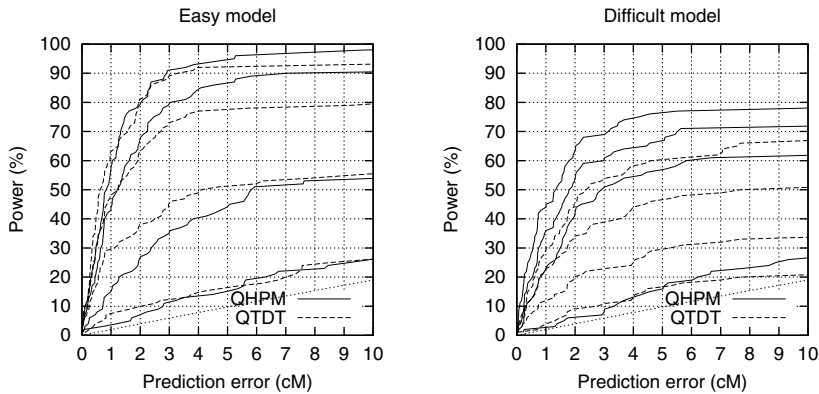 Easy model
100
90
80
70
60
50
40
30
20
10
0
Power (%)
QHPM
QTDT
0 1 2 3 4 5 6 7 8 9 10
Prediction error (cM)
Difficult model
100
90
80
70
60
50
40
30
20
10
0
Power (%)
QHPM
QTDT
0 1 2 3 4 5 6 7 8 9 10
Prediction error (cM)